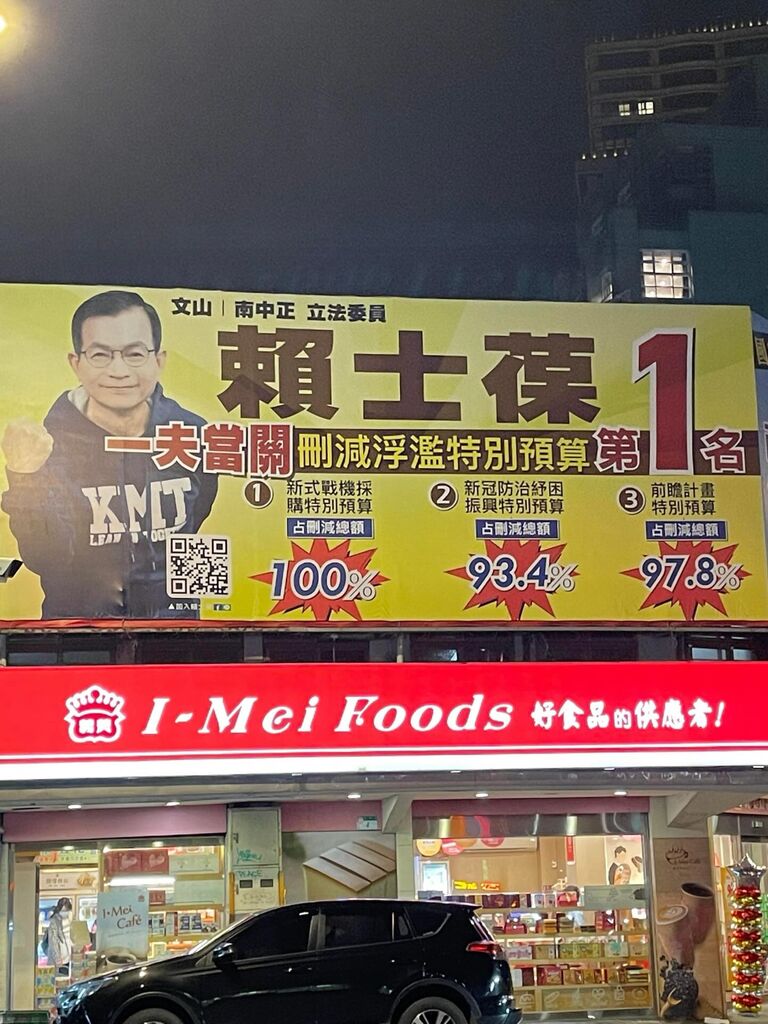 文山｜南中正 立法委員
賴士葆
一夫當關刪減浮濫特別預算第1名
KMT
1 新式戰機採
購特別預算
占刪減總額
100%
2 新冠防治紓困
振興特別預算
占刪減總額
93.4%
3 前瞻計畫
特別預算
占刪減總額
97.8%
義美 I-Mei Foods 好食品的供應者!
I-Mei
Café